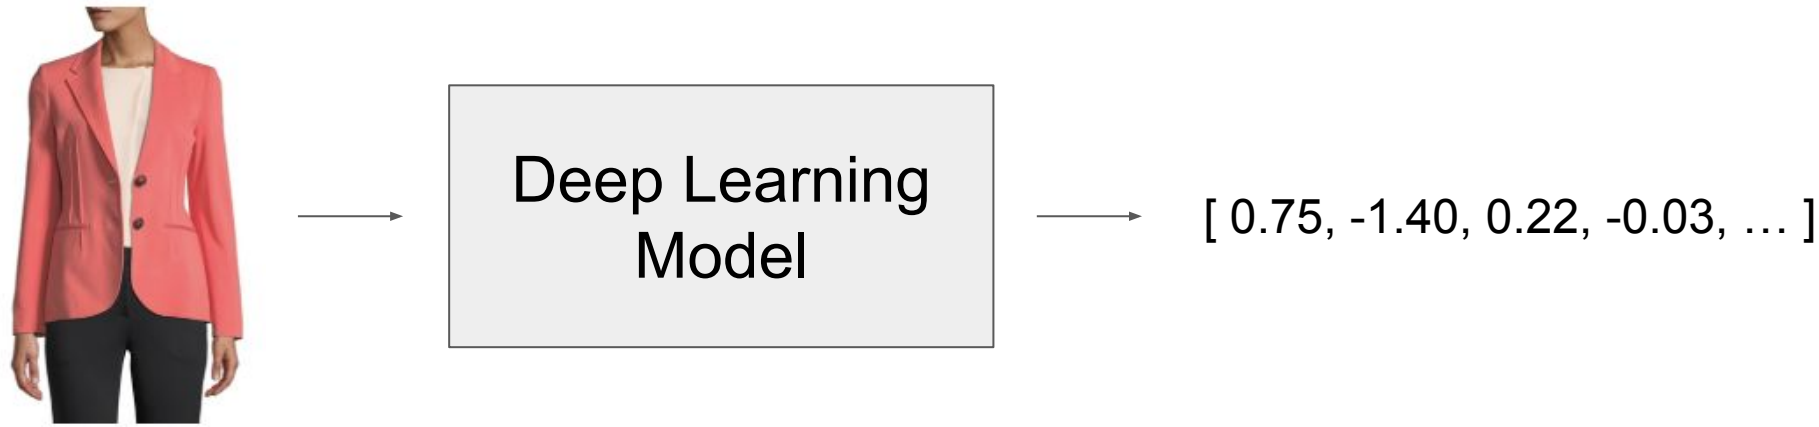 Deep Learning
Model
[ 0.75, -1.40, 0.22, -0.03, … ]